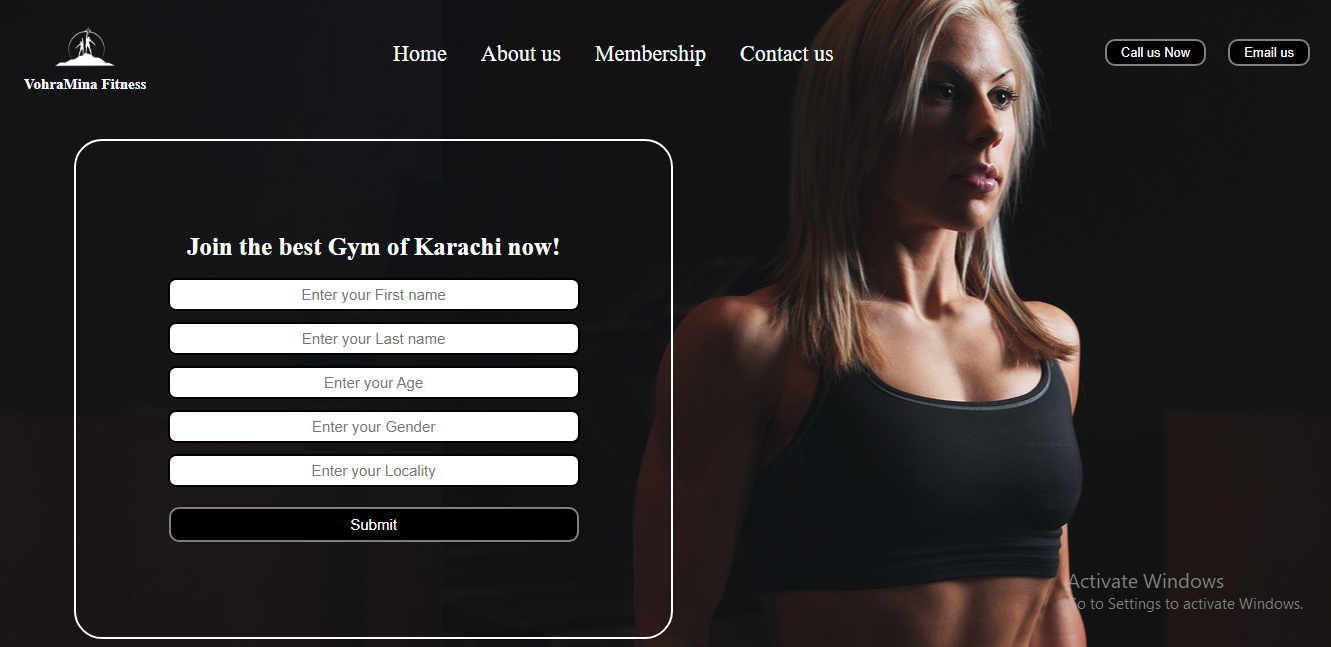 VohraMina Fitness
Home
About us
Membership
Contact us
Call us Now
Email us
Join the best Gym of Karachi now!
Enter your First name
Enter your Last name
Enter your Age
Enter your Gender
Enter your Locality
Submit
Activate Windows
Go to Settings to activate Windows.